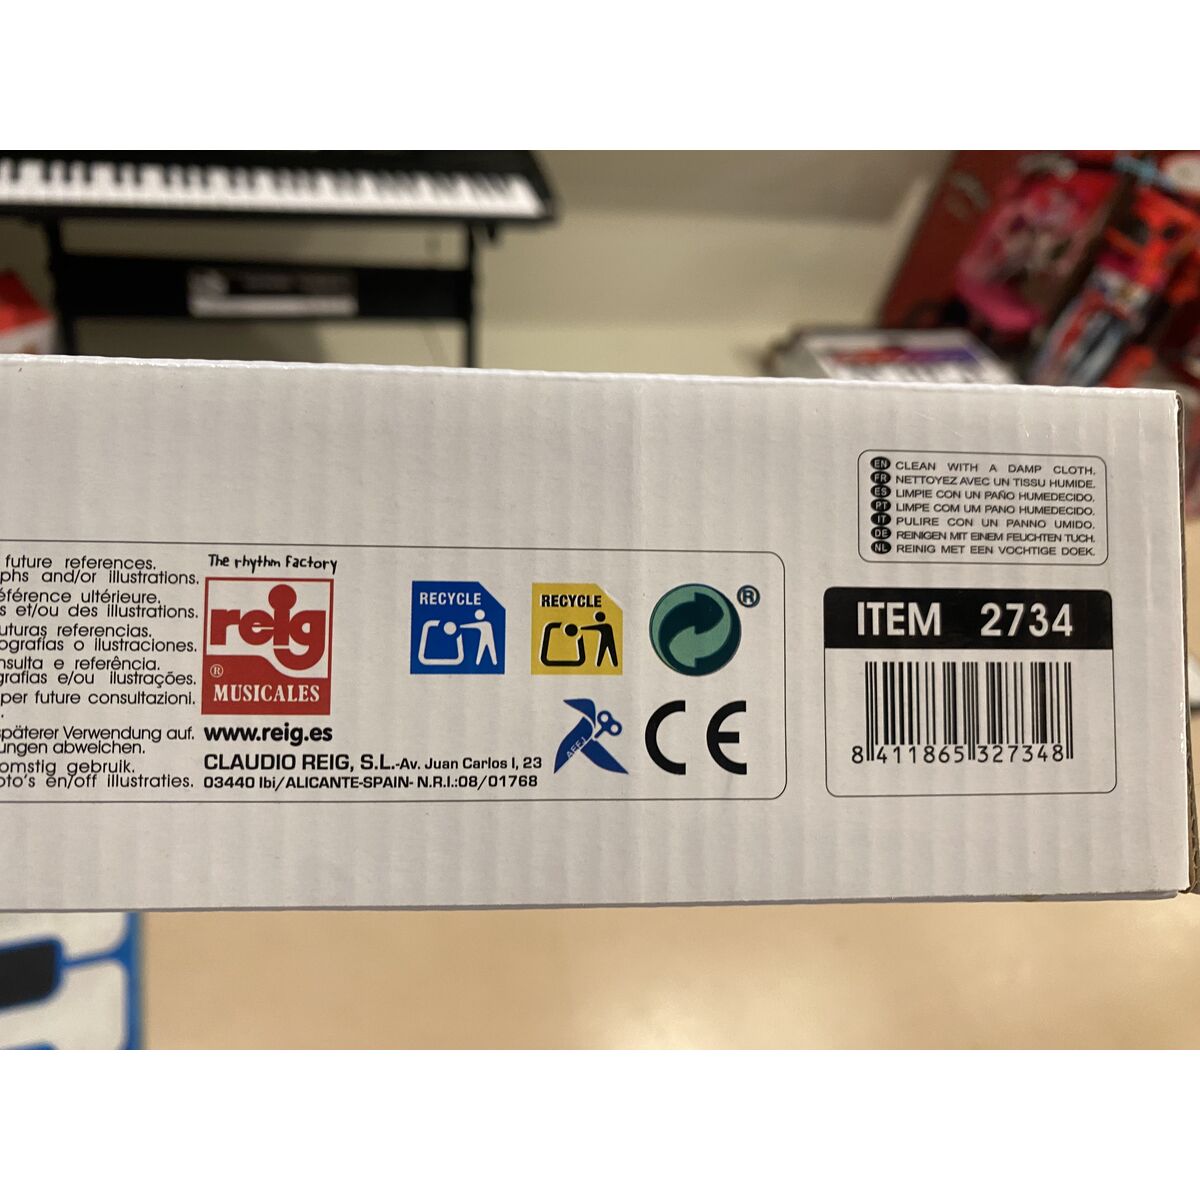 future references.
phs and/or illustrations.
éférence ultérieure.
s et/ou des illustrations.
uturas referencias.
ografías o ilustraciones.
nsulta e referência.
grafias e/ou ilustrações.
per future consultazioni.
späterer Verwendung auf.
ungen abweichen.
omstig gebruik.
oto's en/off illustraties.
The rhythm Factory
reig
®
MUSICALES
www.reig.es
CLAUDIO REIG, S.L.-Av. Juan Carlos I, 23
03440 Ibi/ALICANTE-SPAIN- N.R.I.:08/01768
RECYCLE
RECYCLE
®
AEFJ
CE
EN CLEAN WITH A DAMP CLOTH.
FR NETTOYEZ AVEC UN TISSU HUMIDE.
ES LIMPIE CON UN PAÑO HUMEDECIDO.
PT LIMPE COM UM PANO HUMEDECIDO.
IT PULIRE CON UN PANNO UMIDO.
DE REINIGEN MIT EINEM FEUCHTEN TUCH.
NL REINIG MET EEN VOCHTIGE DOEK.
ITEM 2734
8 411865 327348